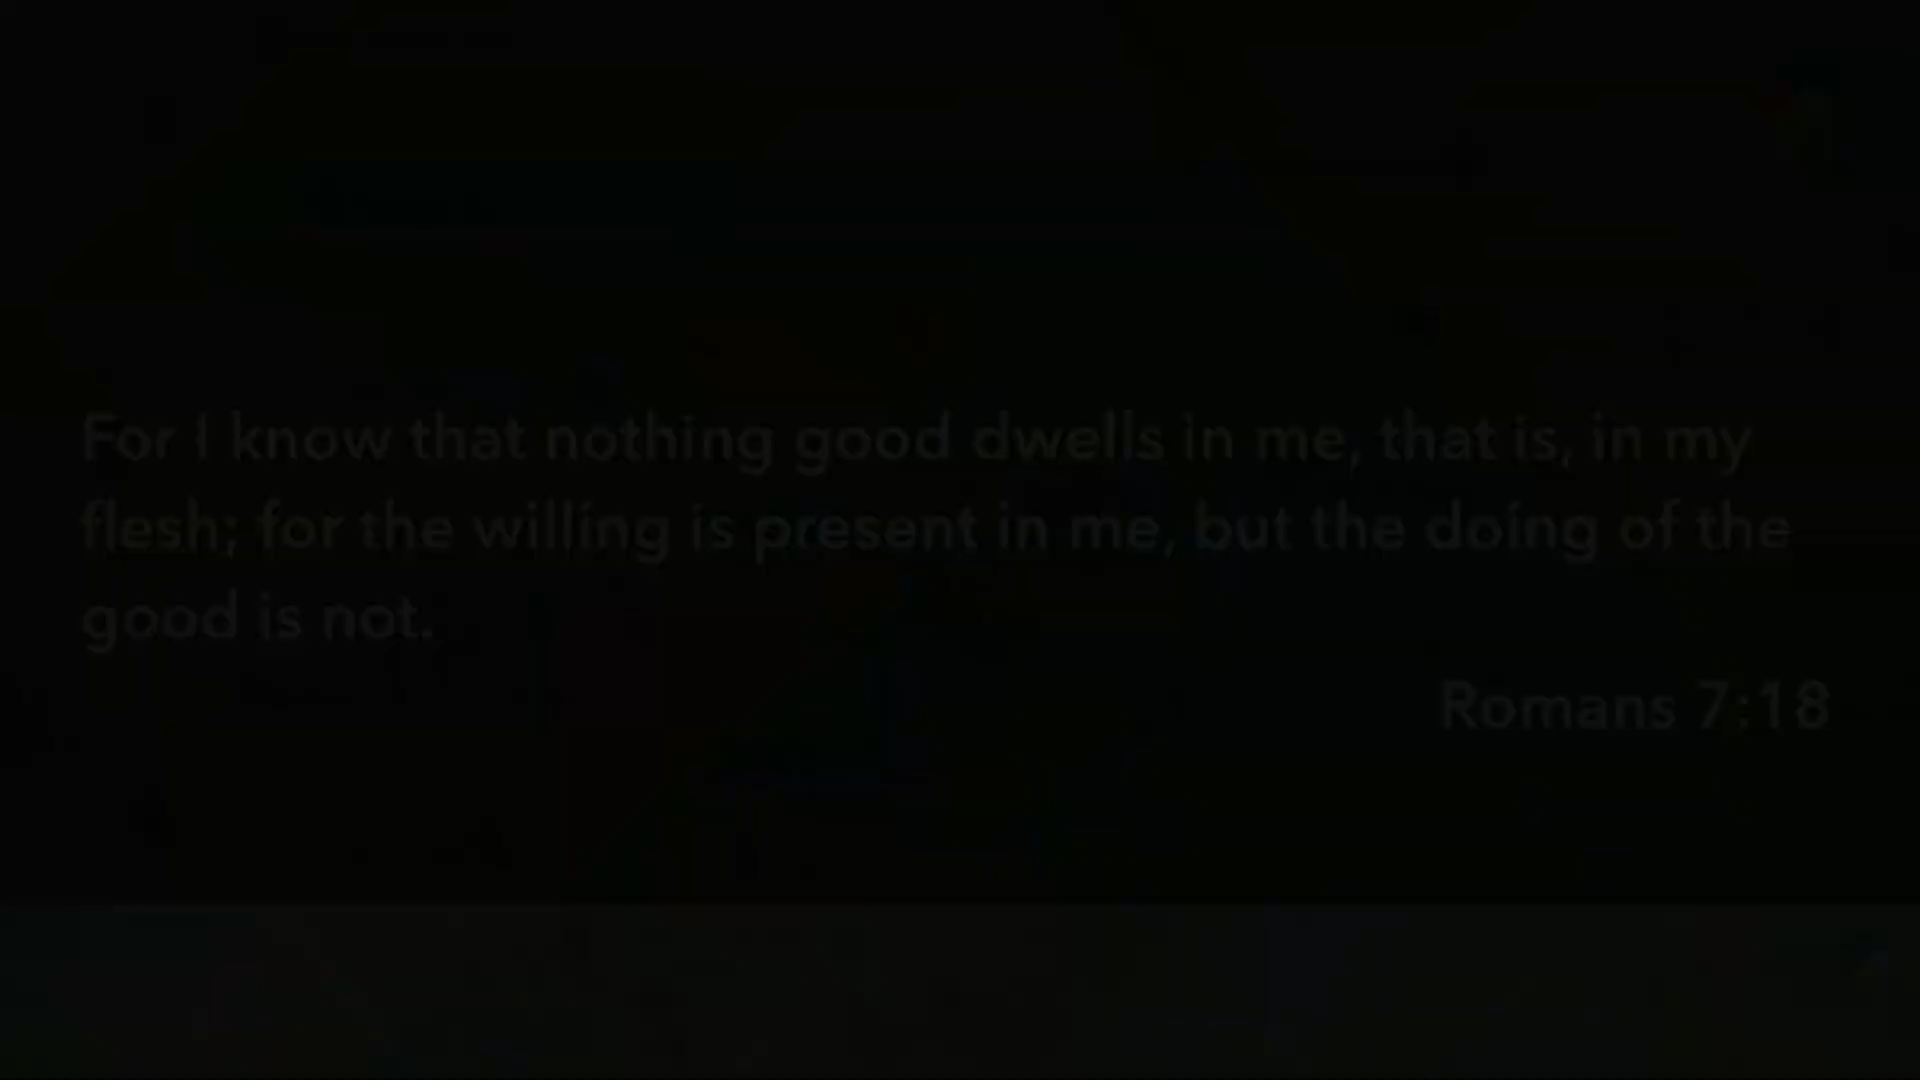 For I know that nothing good dwells in me, that is, in my
flesh; for the willing is present in me, but the doing of the
good is not.
Romans 7:18